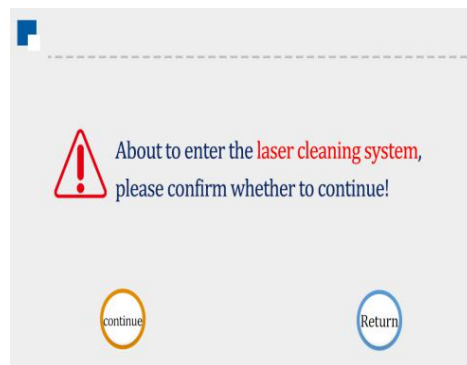 About to enter the laser cleaning system,
please confirm whether to continue!
continue
Return